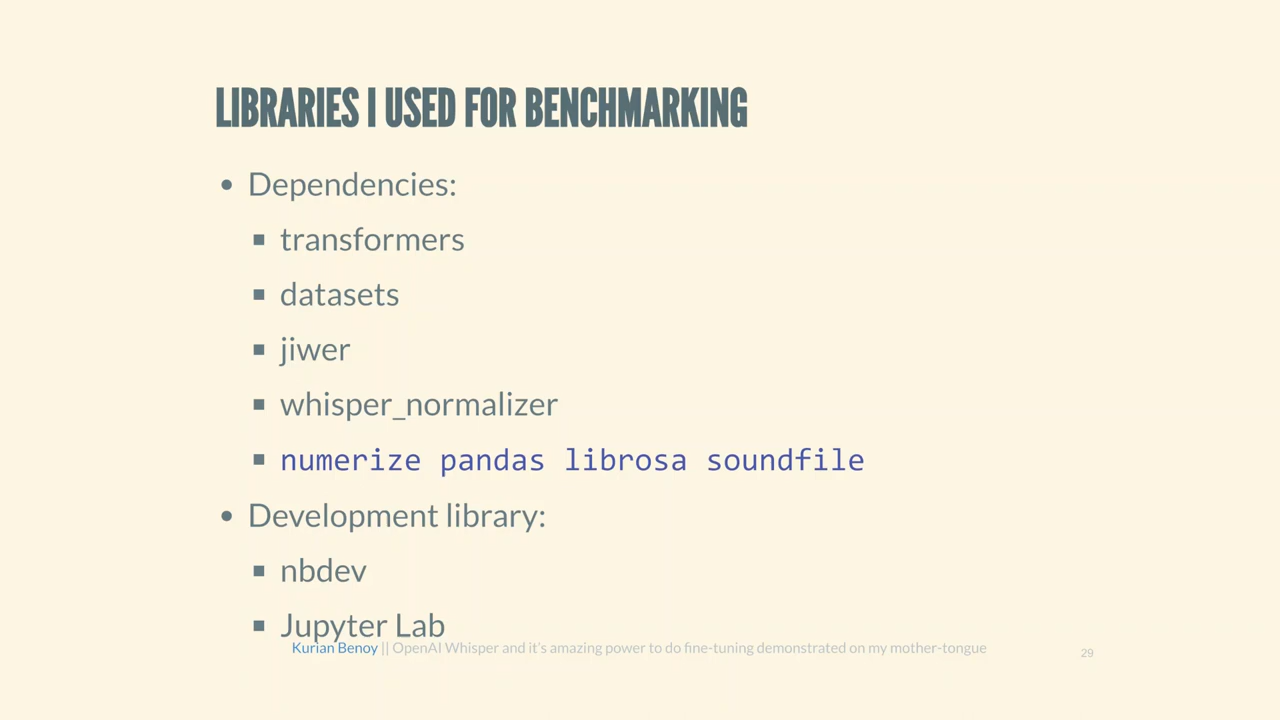 LIBRARIES I USED FOR BENCHMARKING
• Dependencies:
▪ transformers
▪ datasets
▪ jiwer
▪ whisper_normalizer
▪ numerize pandas librosa soundfile
• Development library:
▪ nbdev
▪ Jupyter Lab
Kurian Benoy || OpenAI Whisper and it's amazing power to do fine-tuning demonstrated on my mother-tongue
29